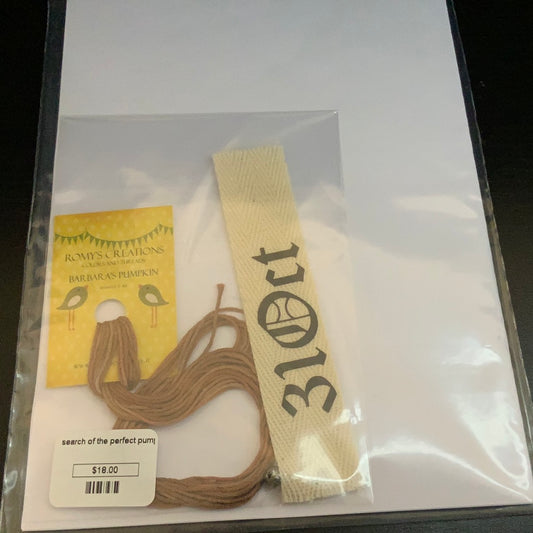 ROMY'S CREATIONS
COLORS AND THREADS
BARBARA'S PUMPKIN
31Oct
search of the perfect pump
$18.00